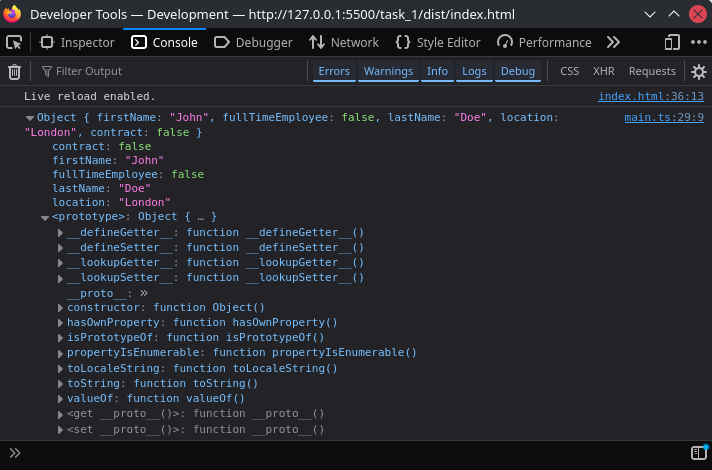 Developer Tools — Development — http://127.0.0.1:5500/task_1/dist/index.html
Inspector Console Debugger Network Style Editor Performance
Filter Output Errors Warnings Info Logs Debug CSS XHR Requests
Live reload enabled. index.html:36:13
Object { firstName: "John", fullTimeEmployee: false, lastName: "Doe", location: main.ts:29:9
"London", contract: false }
contract: false
firstName: "John"
fullTimeEmployee: false
lastName: "Doe"
location: "London"
<prototype>: Object { … }
__defineGetter__: function __defineGetter__()
__defineSetter__: function __defineSetter__()
__lookupGetter__: function __lookupGetter__()
__lookupSetter__: function __lookupSetter__()
__proto__: »
constructor: function Object()
hasOwnProperty: function hasOwnProperty()
isPrototypeOf: function isPrototypeOf()
propertyIsEnumerable: function propertyIsEnumerable()
toLocaleString: function toLocaleString()
toString: function toString()
valueOf: function valueOf()
<get __proto__()>: function __proto__()
<set __proto__()>: function __proto__()